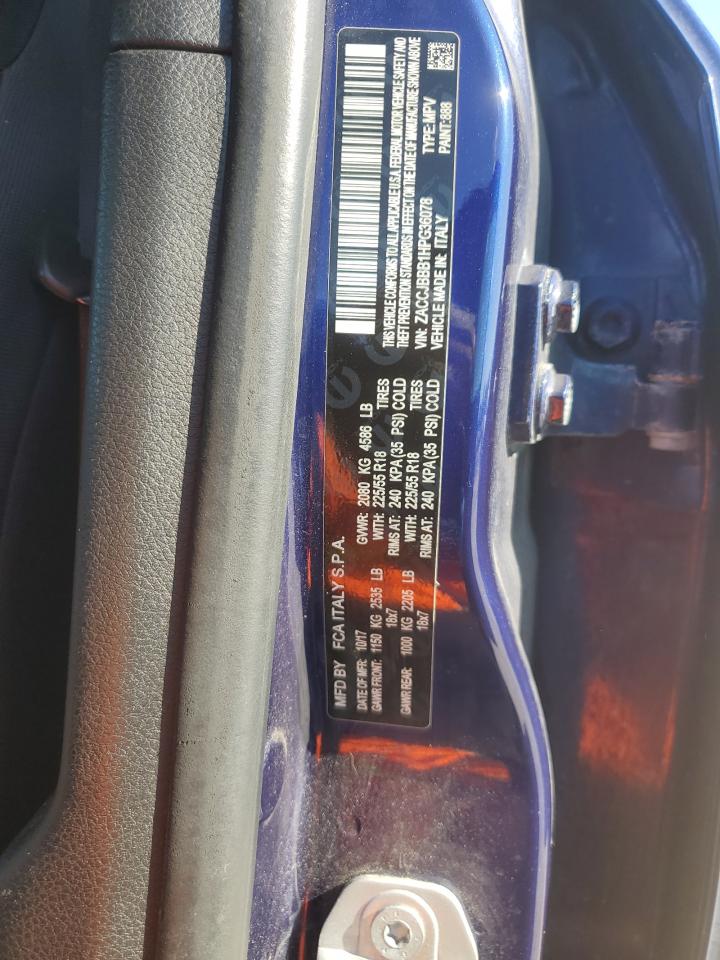 MFD BY FCA ITALY S.P.A.
DATE OF MFR: 10/17 GVWR: 2080 KG 4586 LB
GAWR FRONT: 1150 KG 2535 LB WITH: 225/55 R18 TIRES
18x7 RIMS AT: 240 KPA (35 PSI) COLD
GAWR REAR: 1000 KG 2205 LB WITH: 225/55 R18 TIRES
18x7 RIMS AT: 240 KPA (35 PSI) COLD
THIS VEHICLE CONFORMS TO ALL APPLICABLE U.S.A. FEDERAL MOTOR VEHICLE SAFETY AND
THEFT PREVENTION STANDARDS IN EFFECT ON THE DATE OF MANUFACTURE SHOWN ABOVE
VIN: ZACCJBBB1HPG36078 TYPE: MPV
VEHICLE MADE IN: ITALY PAINT: 888